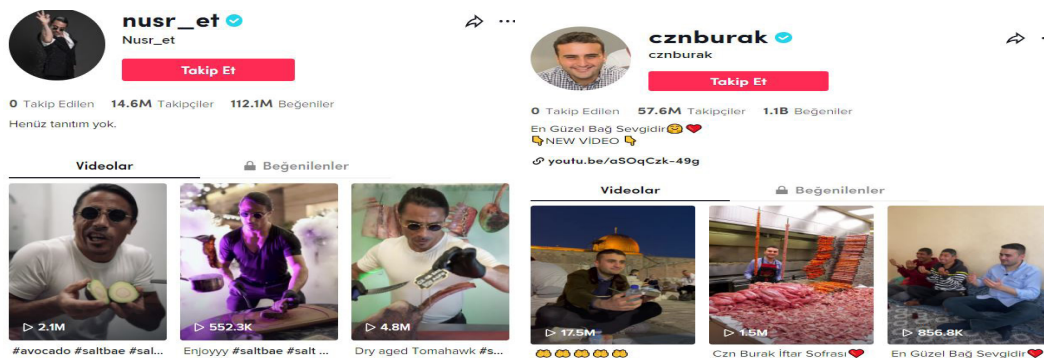 nusr_et
Nusr_et
Takip Et
0 Takip Edilen 14.6M Takipçiler 112.1M Beğeniler
Henüz tanıtım yok.
Videolar Beğenilenler
2.1M 552.3K 4.8M
#avocado #saltbae #sal... Enjoyyy #saltbae #salt ... Dry aged Tomahawk #s...
cznburak
cznburak
Takip Et
0 Takip Edilen 57.6M Takipçiler 1.1B Beğeniler
En Güzel Bağ Sevgidir🤗❤️
👇NEW VİDEO 👇
youtu.be/aSOqCzk-49g
Videolar Beğenilenler
17.5M 1.5M 856.8K
🤲🤲🤲🤲🤲 Czn Burak İftar Sofrası❤️ En Güzel Bağ Sevgidir❤️